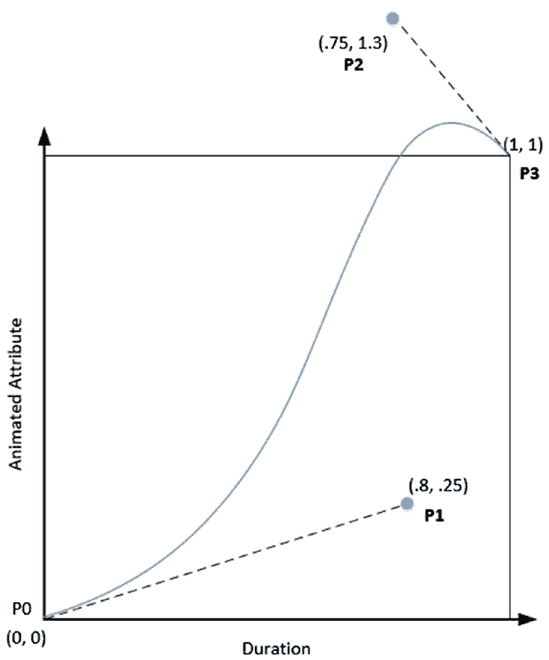 (.75, 1.3)
P2
(1, 1)
P3
Animated Attribute
(.8, .25)
P1
P0
(0, 0)
Duration